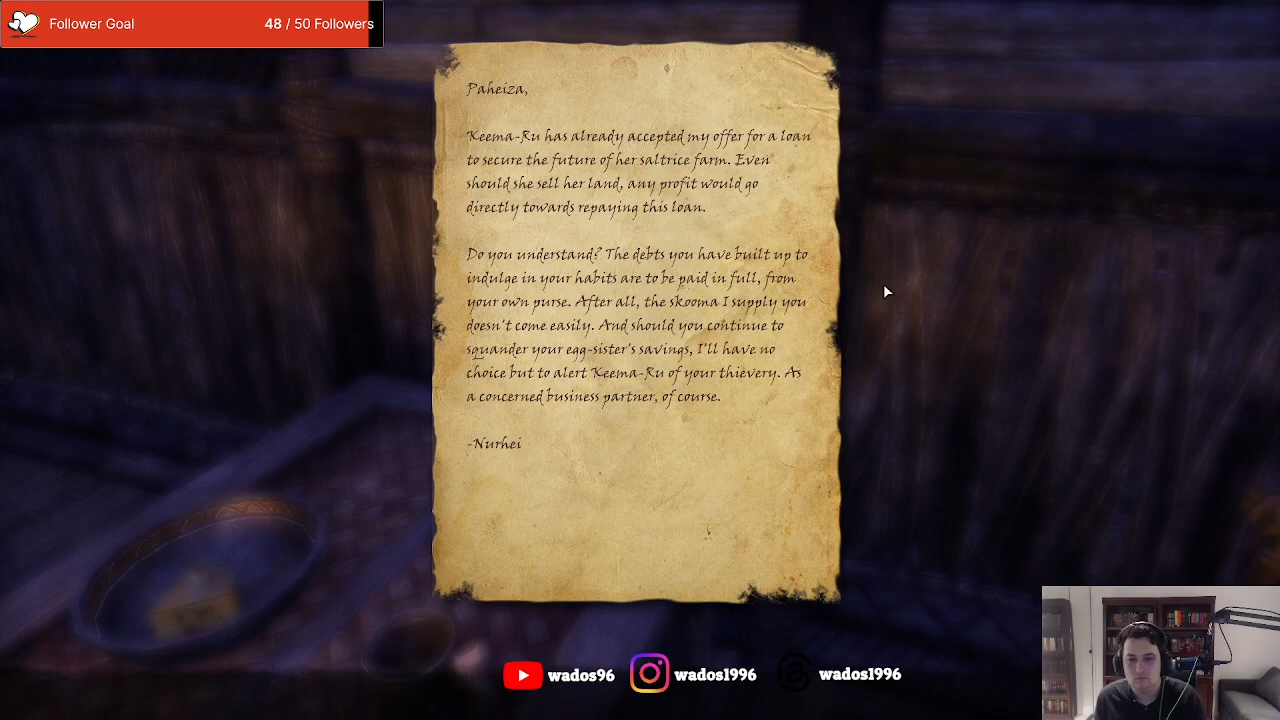 Follower Goal 48 / 50 Followers
Paheiza,
Keema-Ru has already accepted my offer for a loan
to secure the future of her saltrice farm. Even
should she sell her land, any profit would go
directly towards repaying this loan.
Do you understand? The debts you have built up to
indulge in your habits are to be paid in full, from
your own purse. After all, the skooma I supply you
doesn't come easily. And should you continue to
squander your egg-sister's savings, I'll have no
choice but to alert Keema-Ru of your thievery. As
a concerned business partner, of course.
-Nurhei
wados96 wados1996 wados1996